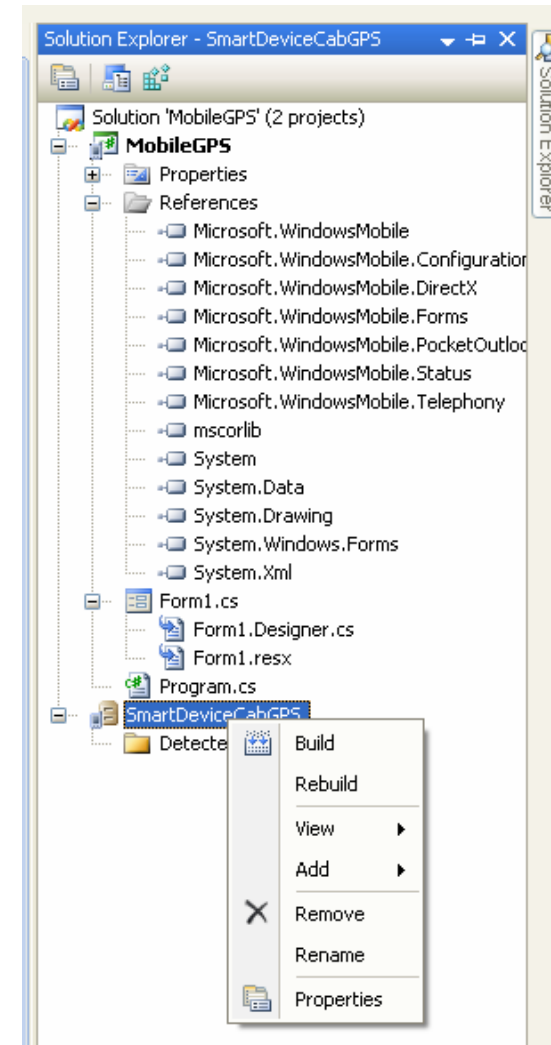 Solution Explorer - SmartDeviceCabGPS
Solution Explorer
Solution 'MobileGPS' (2 projects)
MobileGPS
Properties
References
Microsoft.WindowsMobile
Microsoft.WindowsMobile.Configuration
Microsoft.WindowsMobile.DirectX
Microsoft.WindowsMobile.Forms
Microsoft.WindowsMobile.PocketOutloo
Microsoft.WindowsMobile.Status
Microsoft.WindowsMobile.Telephony
mscorlib
System
System.Data
System.Drawing
System.Windows.Forms
System.Xml
Form1.cs
Form1.Designer.cs
Form1.resx
Program.cs
SmartDeviceCabGPS
Detecte
Build
Rebuild
View
Add
Remove
Rename
Properties